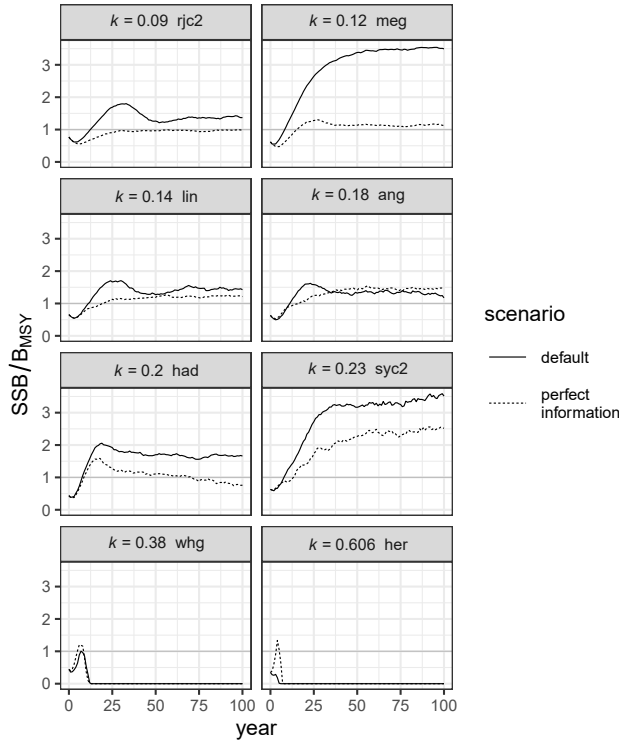 k = 0.09 rjc2
k = 0.12 meg
3
2
1
0
k = 0.14 lin
k = 0.18 ang
3
2
1
0
k = 0.2 had
k = 0.23 syc2
3
2
1
0
k = 0.38 whg
k = 0.606 her
3
2
1
0
0 25 50 75 100
0 25 50 75 100
year
SSB/BMSY
scenario
default
perfect
information